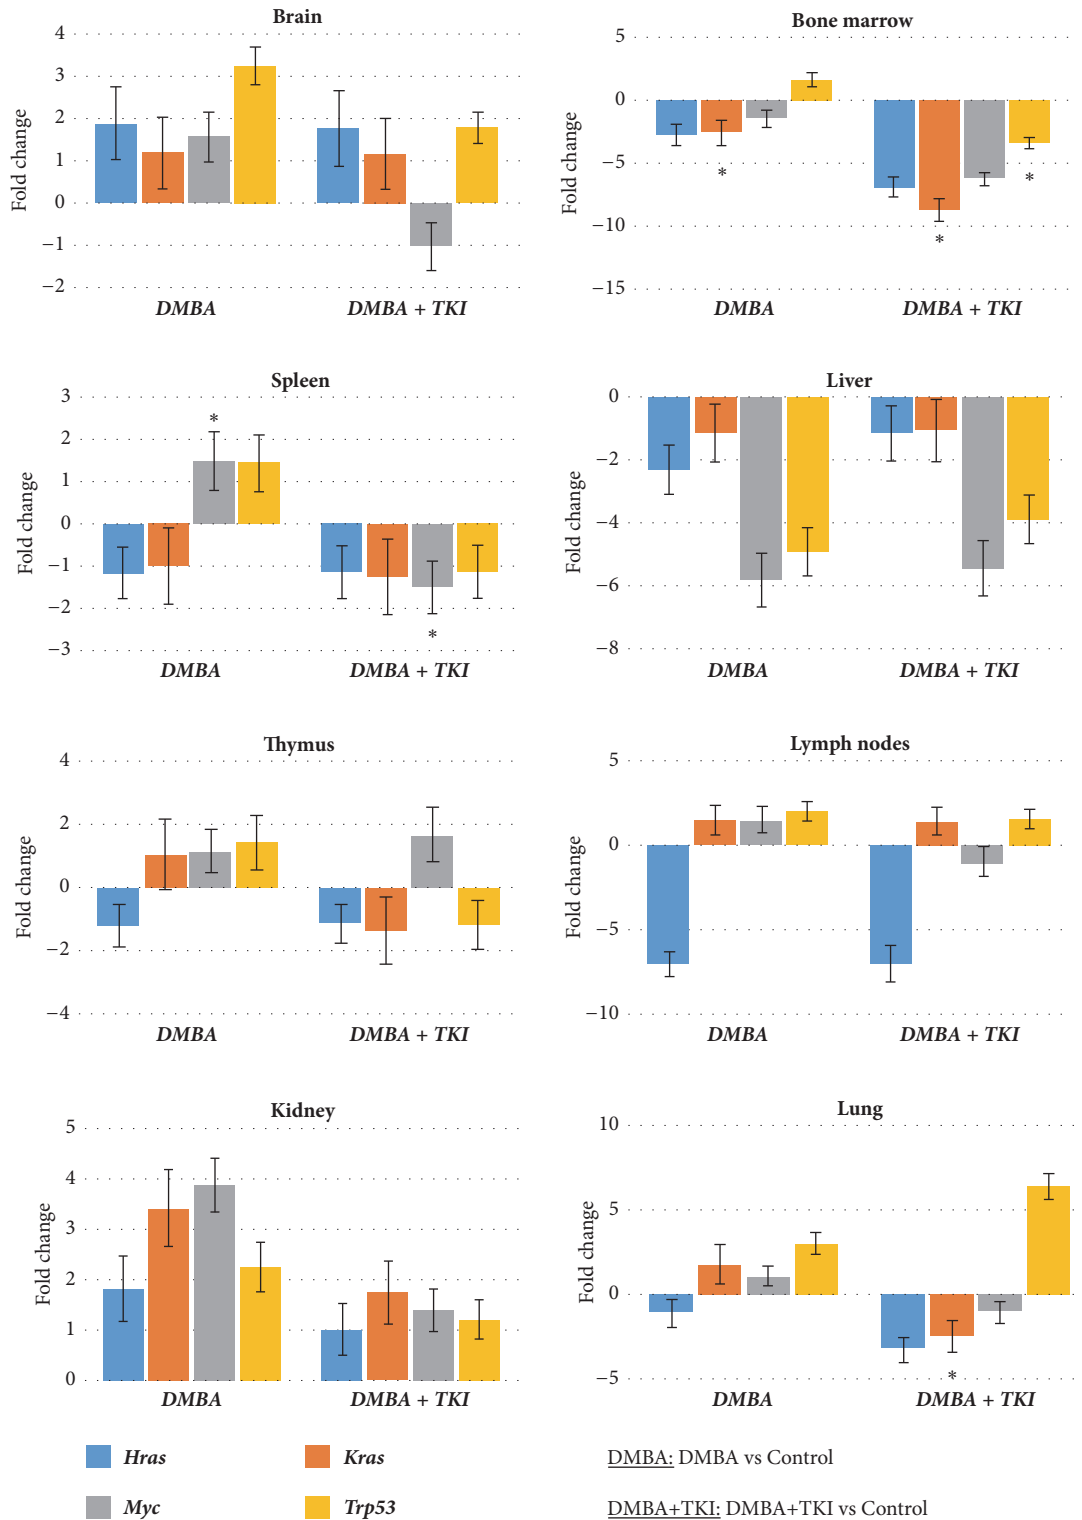 Brain
4
3
2
1
0
−1
−2
Fold change
DMBA
DMBA + TKI
Bone marrow
5
0
−5
−10
−15
Fold change
*
*
*
DMBA
DMBA + TKI
Spleen
3
2
1
0
−1
−2
−3
Fold change
*
*
DMBA
DMBA + TKI
Liver
0
−2
−4
−6
−8
Fold change
DMBA
DMBA + TKI
Thymus
4
2
0
−2
−4
Fold change
DMBA
DMBA + TKI
Lymph nodes
5
0
−5
−10
Fold change
DMBA
DMBA + TKI
Kidney
5
4
3
2
1
0
Fold change
DMBA
DMBA + TKI
Lung
10
5
0
−5
Fold change
*
DMBA
DMBA + TKI
Hras
Kras
Myc
Trp53
DMBA: DMBA vs Control
DMBA+TKI: DMBA+TKI vs Control